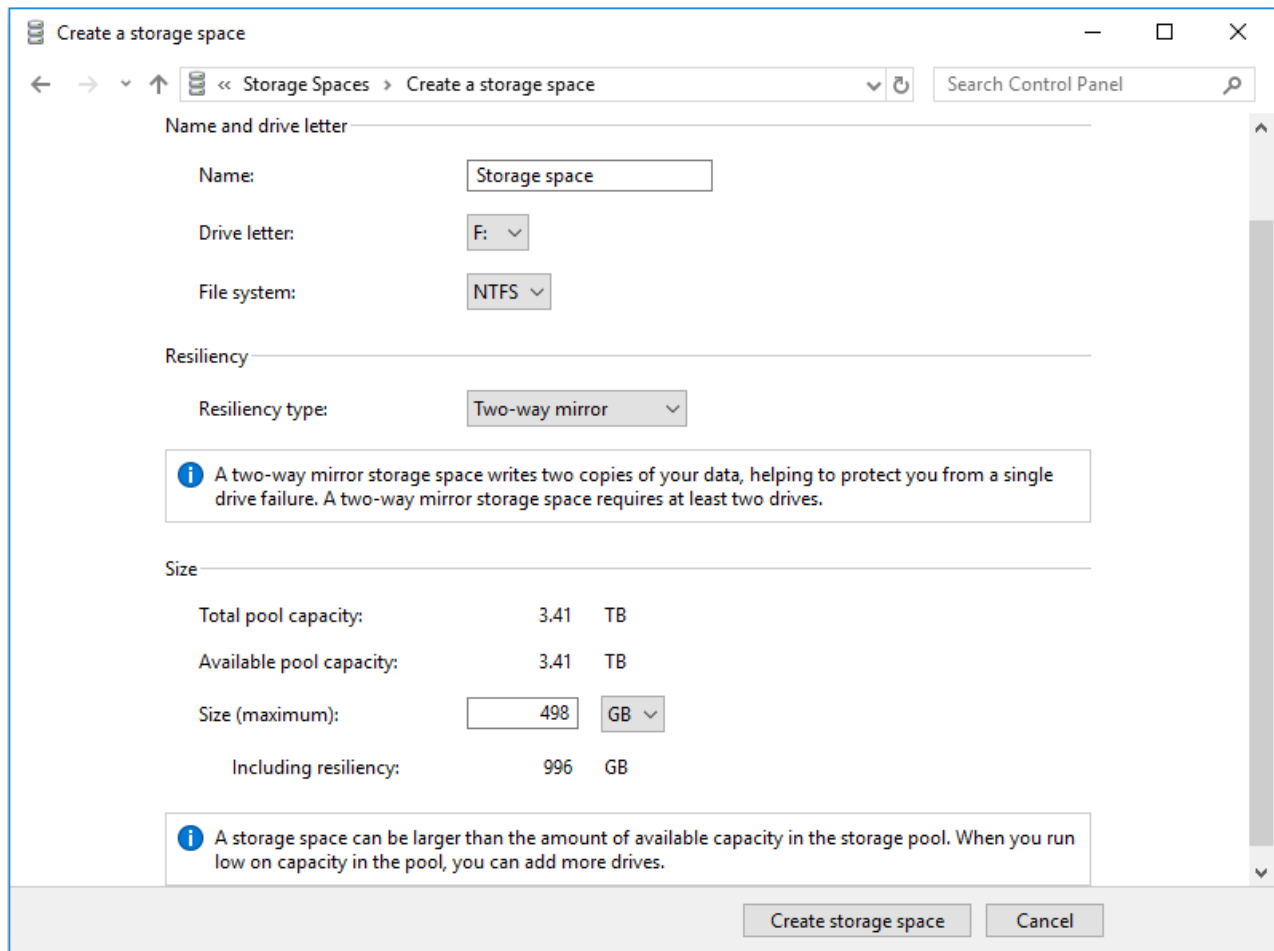 Create a storage space
« Storage Spaces › Create a storage space
Search Control Panel
Name and drive letter
Name: Storage space
Drive letter: F:
File system: NTFS
Resiliency
Resiliency type: Two-way mirror
A two-way mirror storage space writes two copies of your data, helping to protect you from a single
drive failure. A two-way mirror storage space requires at least two drives.
Size
Total pool capacity: 3.41 TB
Available pool capacity: 3.41 TB
Size (maximum): 498 GB
Including resiliency: 996 GB
A storage space can be larger than the amount of available capacity in the storage pool. When you run
low on capacity in the pool, you can add more drives.
Create storage space Cancel